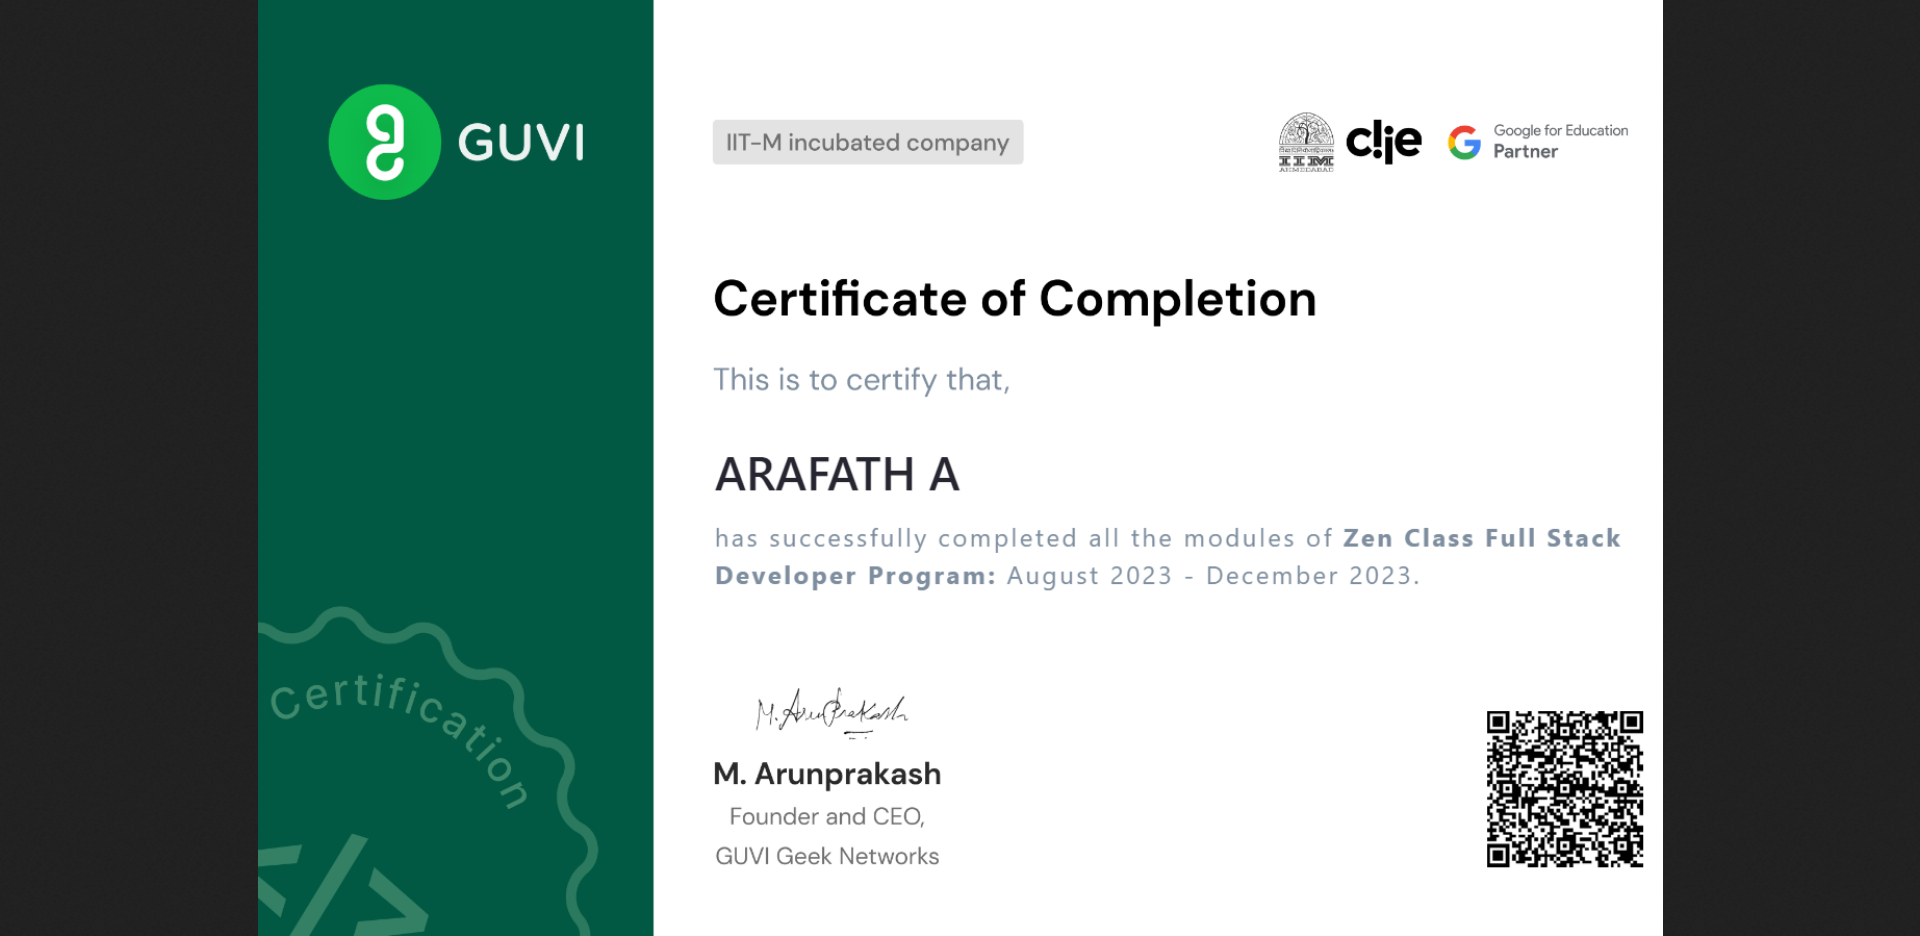 GUVI
IIT-M incubated company
IIM
AHMEDABAD
c!ie
Google for Education
Partner
Certificate of Completion
This is to certify that,
ARAFATH A
has successfully completed all the modules of Zen Class Full Stack
Developer Program: August 2023 - December 2023.
Certification
</>
M. ArunPrakash
M. Arunprakash
Founder and CEO,
GUVI Geek Networks